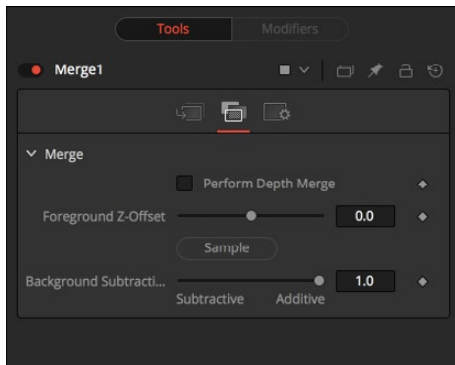 Tools Modifiers
Merge1
Merge
Perform Depth Merge
Foreground Z-Offset 0.0
Sample
Background Subtracti... 1.0
Subtractive Additive